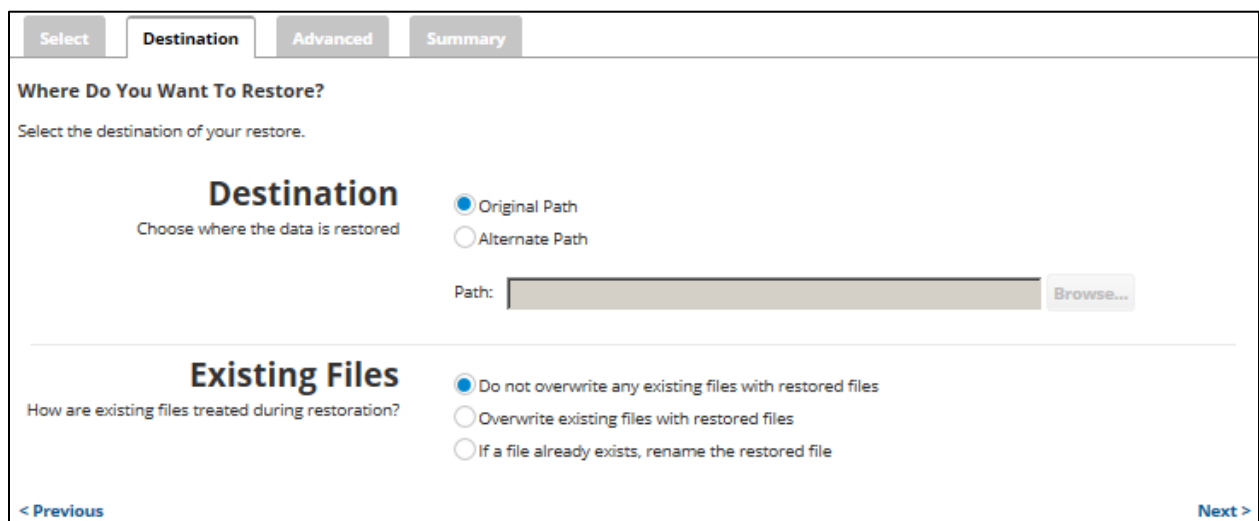 Select Destination Advanced Summary
Where Do You Want To Restore?
Select the destination of your restore.
Destination
Choose where the data is restored
Original Path
Alternate Path
Path: Browse...
Existing Files
How are existing files treated during restoration?
Do not overwrite any existing files with restored files
Overwrite existing files with restored files
If a file already exists, rename the restored file
< Previous Next >